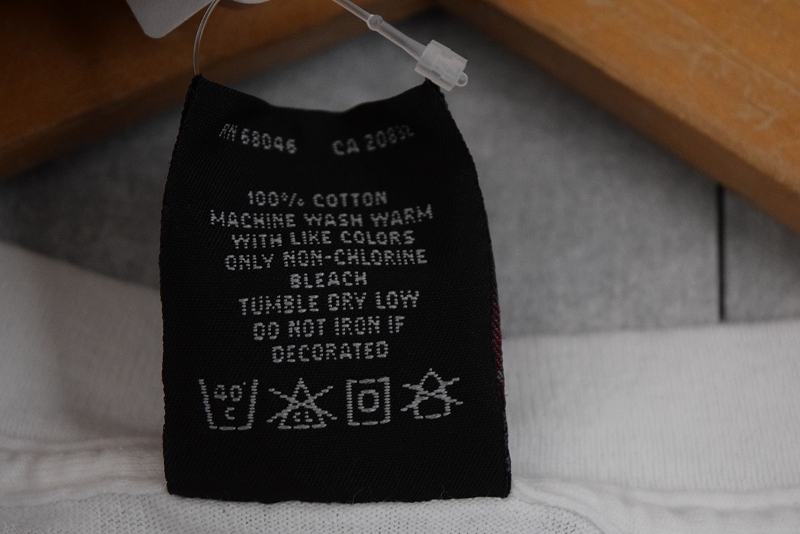 RN 68046 CA 20832
100% COTTON
MACHINE WASH WARM
WITH LIKE COLORS
ONLY NON-CHLORINE
BLEACH
TUMBLE DRY LOW
DO NOT IRON IF
DECORATED
40°
C CL